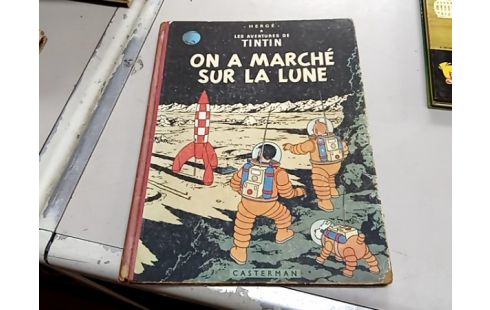 - HERGÉ -
LES AVENTURES DE
TINTIN
ON A MARCHÉ
SUR LA LUNE
CASTERMAN